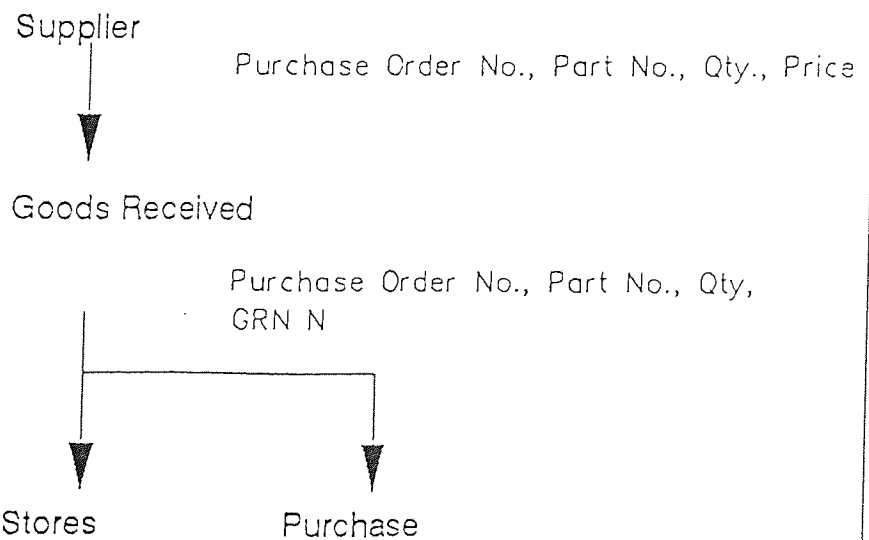 Supplier
Purchase Order No., Part No., Qty., Price
Goods Received
Purchase Order No., Part No., Qty,
GRN N
Stores Purchase